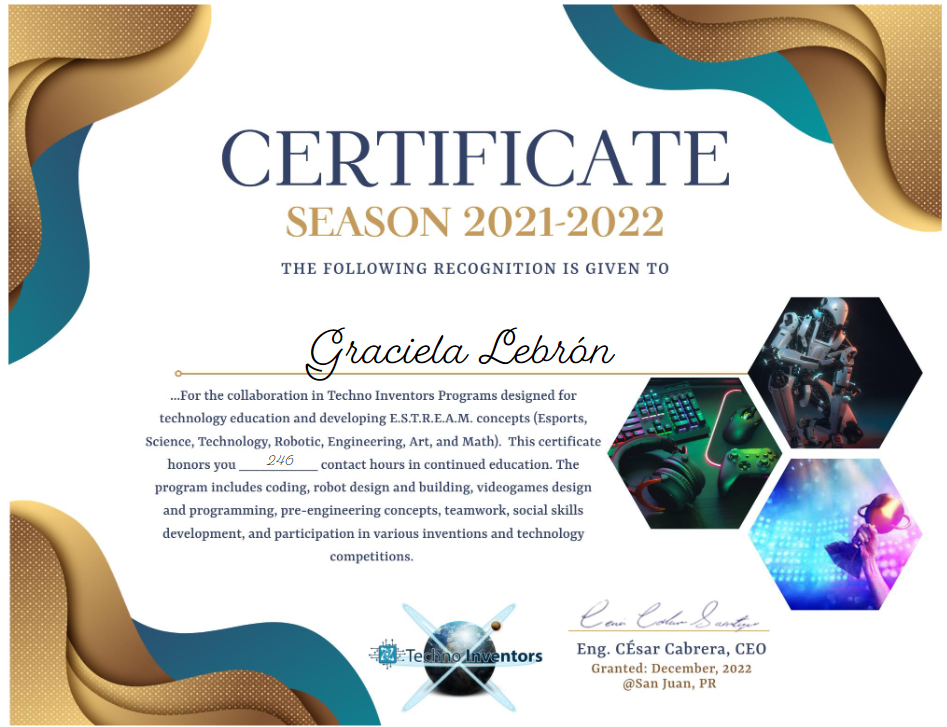 CERTIFICATE
SEASON 2021-2022
THE FOLLOWING RECOGNITION IS GIVEN TO
Graciela Lebrón
...For the collaboration in Techno Inventors Programs designed for
technology education and developing E.S.T.R.E.A.M. concepts (Esports,
Science, Technology, Robotic, Engineering, Art, and Math). This certificate
honors you 246 contact hours in continued education. The
program includes coding, robot design and building, videogames design
and programming, pre-engineering concepts, teamwork, social skills
development, and participation in various inventions and technology
competitions.
Techno Inventors
Eng. CÉsar Cabrera, CEO
Granted: December, 2022
@San Juan, PR